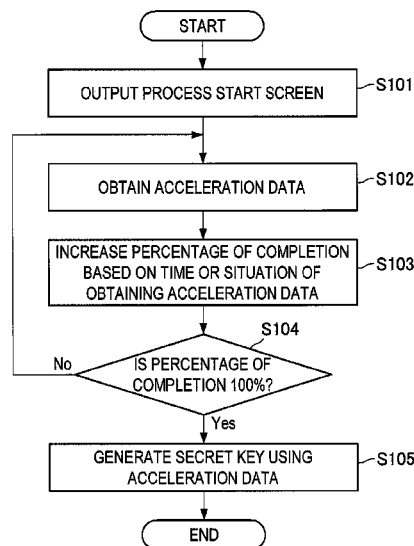 START
OUTPUT PROCESS START SCREEN
S101
OBTAIN ACCELERATION DATA
S102
INCREASE PERCENTAGE OF COMPLETION
BASED ON TIME OR SITUATION OF
OBTAINING ACCELERATION DATA
S103
S104
IS PERCENTAGE OF
COMPLETION 100%?
No
Yes
GENERATE SECRET KEY USING
ACCELERATION DATA
S105
END